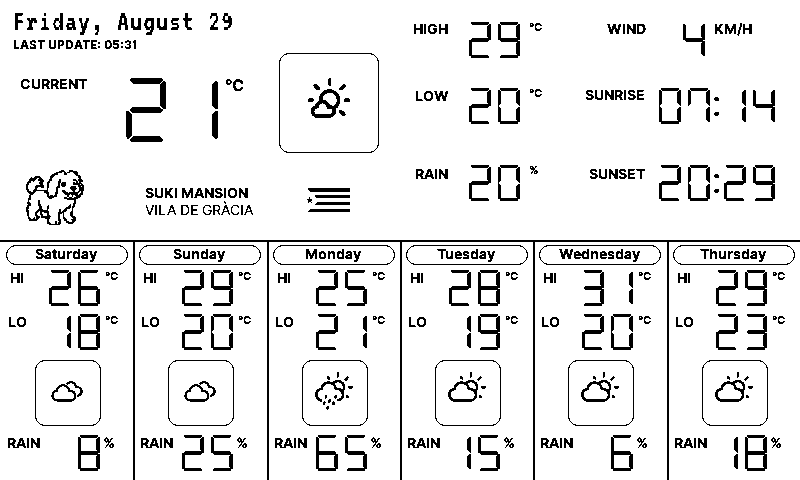 Friday, August 29
LAST UPDATE: 05:31
CURRENT 21 °C
HIGH 29 °C
WIND 4 KM/H
LOW 20 °C
SUNRISE 07:14
RAIN 20 %
SUNSET 20:29
SUKI MANSION
VILA DE GRÀCIA
Saturday
HI 26 °C
LO 18 °C
RAIN 8 %
Sunday
HI 29 °C
LO 20 °C
RAIN 25 %
Monday
HI 25 °C
LO 21 °C
RAIN 65 %
Tuesday
HI 28 °C
LO 19 °C
RAIN 15 %
Wednesday
HI 31 °C
LO 20 °C
RAIN 6 %
Thursday
HI 29 °C
LO 23 °C
RAIN 18 %